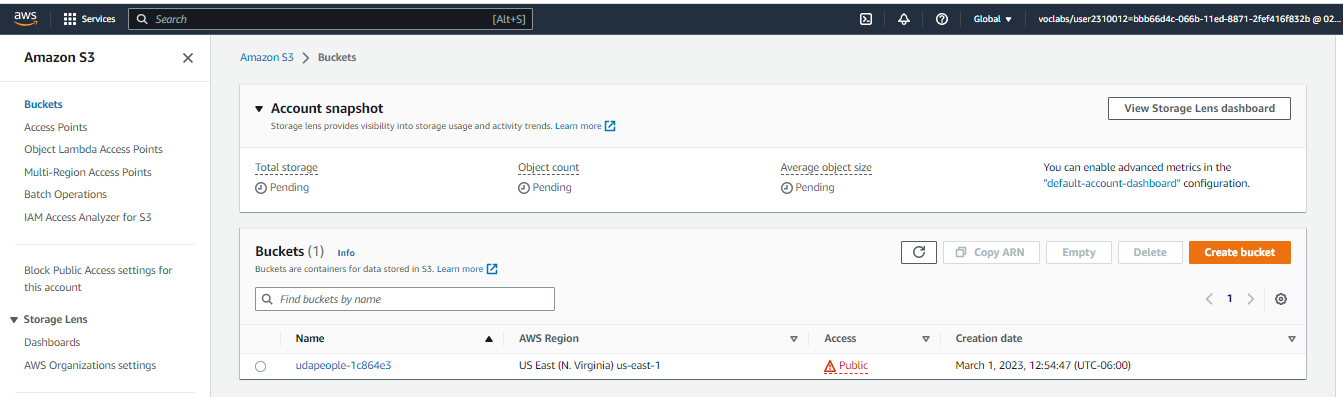 aws Services Search [Alt+S] Global voclabs/user2310012=bbb66d4c-066b-11ed-8871-2fef416f832b @ 02...
Amazon S3
Buckets
Access Points
Object Lambda Access Points
Multi-Region Access Points
Batch Operations
IAM Access Analyzer for S3
Block Public Access settings for
this account
Storage Lens
Dashboards
AWS Organizations settings
Amazon S3 > Buckets
Account snapshot View Storage Lens dashboard
Storage lens provides visibility into storage usage and activity trends. Learn more
Total storage Object count Average object size You can enable advanced metrics in the
Pending Pending Pending "default-account-dashboard" configuration.
Buckets (1) Info Copy ARN Empty Delete Create bucket
Buckets are containers for data stored in S3. Learn more
Find buckets by name 1
Name AWS Region Access Creation date
udapeople-1c864e3 US East (N. Virginia) us-east-1 Public March 1, 2023, 12:54:47 (UTC-06:00)